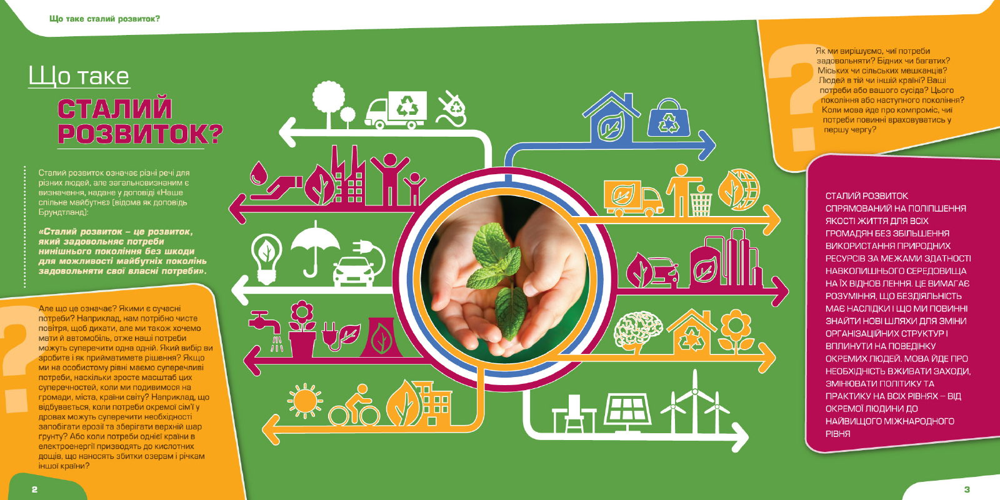 Що таке сталий розвиток?
Що таке
СТАЛИЙ
РОЗВИТОК?
Сталий розвиток означає різні речі для
різних людей, але загальновизнаним є
визначення, надане у доповіді «Наше
спільне майбутнє» (відома як доповідь
Брундтланд):
«Сталий розвиток – це розвиток,
який задовольняє потреби
нинішнього покоління без шкоди
для можливості майбутніх поколінь
задовольняти свої власні потреби».
?
Але що це означає? Якими є сучасні
потреби? Наприклад, нам потрібно чисте
повітря, щоб дихати, але ми також хочемо
мати й автомобіль, отже наші потреби
можуть суперечити одна одній. Який вибір ви
зробите і як прийматимете рішення? Якщо
ми на особистому рівні маємо суперечливі
потреби, наскільки зросте масштаб цих
суперечностей, коли ми подивимося на
громади, міста, країни світу? Наприклад, що
відбувається, коли потреби окремої сім'ї у
дровах можуть суперечити необхідності
запобігати ерозії та зберігати верхній шар
грунту? Або коли потреби однієї країни в
електроенергії призводять до кислотних
дощів, що наносять збитки озерам і річкам
іншої країни?
2
?
Як ми вирішуємо, чиї потреби
задовольняти? Бідних чи багатих?
Міських чи сільських мешканців?
Людей в тій чи іншій країні? Ваші
потреби або вашого сусіда? Цього
покоління або наступного покоління?
Коли мова йде про компроміс, чиї
потреби повинні враховуватись у
першу чергу?
СТАЛИЙ РОЗВИТОК
СПРЯМОВАНИЙ НА ПОЛІПШЕННЯ
ЯКОСТІ ЖИТТЯ ДЛЯ ВСІХ
ГРОМАДЯН БЕЗ ЗБІЛЬШЕННЯ
ВИКОРИСТАННЯ ПРИРОДНИХ
РЕСУРСІВ ЗА МЕЖАМИ ЗДАТНОСТІ
НАВКОЛИШНЬОГО СЕРЕДОВИЩА
НА ЇХ ВІДНОВ ЛЕННЯ. ЦЕ ВИМАГАЄ
РОЗУМІННЯ, ЩО БЕЗДІЯЛЬНІСТЬ
МАЄ НАСЛІДКИ І ЩО МИ ПОВИННІ
ЗНАЙТИ НОВІ ШЛЯХИ ДЛЯ ЗМІНИ
ОРГАНІЗАЦІЙНИХ СТРУКТУР І
ВПЛИНУТИ НА ПОВЕДІНКУ
ОКРЕМИХ ЛЮДЕЙ. МОВА ЙДЕ ПРО
НЕОБХІДНІСТЬ ВЖИВАТИ ЗАХОДИ,
ЗМІНЮВАТИ ПОЛІТИКУ ТА
ПРАКТИКУ НА ВСІХ РІВНЯХ – ВІД
ОКРЕМОЇ ЛЮДИНИ ДО
НАЙВИЩОГО МІЖНАРОДНОГО
РІВНЯ
3